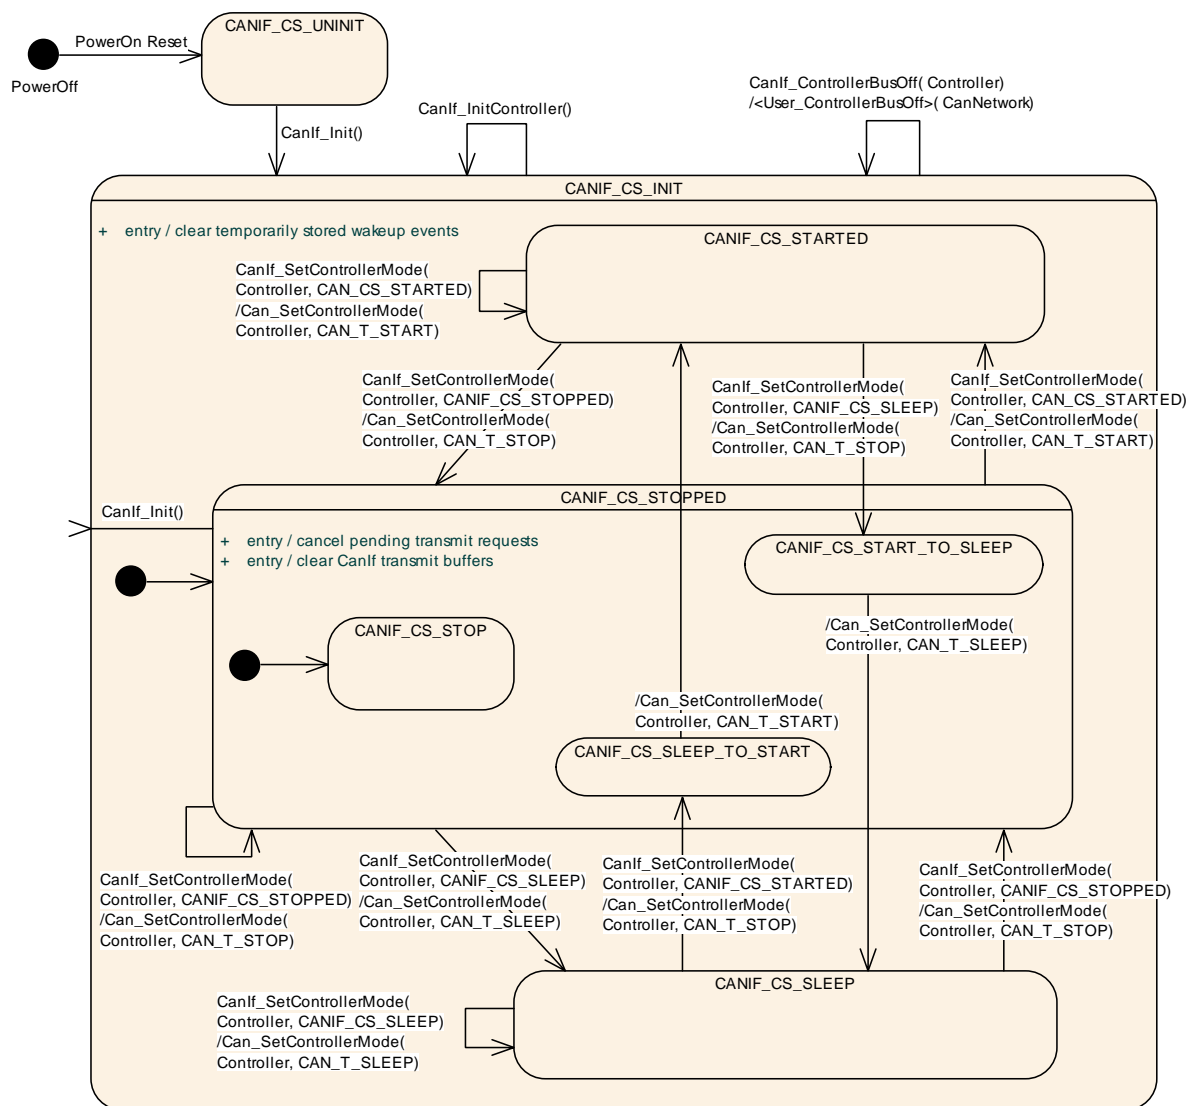 CANIF_CS_UNINIT
PowerOn Reset
PowerOff
CanIf_Init()
CanIf_InitController()
CanIf_ControllerBusOff( Controller)
/<User_ControllerBusOff>( CanNetwork)
CANIF_CS_INIT
+ entry / clear temporarily stored wakeup events
CANIF_CS_STARTED
CanIf_SetControllerMode(
Controller, CAN_CS_STARTED)
/Can_SetControllerMode(
Controller, CAN_T_START)
CanIf_SetControllerMode(
Controller, CANIF_CS_STOPPED)
/Can_SetControllerMode(
Controller, CAN_T_STOP)
CanIf_SetControllerMode(
Controller, CANIF_CS_SLEEP)
/Can_SetControllerMode(
Controller, CAN_T_STOP)
CanIf_SetControllerMode(
Controller, CAN_CS_STARTED)
/Can_SetControllerMode(
Controller, CAN_T_START)
CANIF_CS_STOPPED
CanIf_Init()
+ entry / cancel pending transmit requests
+ entry / clear CanIf transmit buffers
CANIF_CS_START_TO_SLEEP
CANIF_CS_STOP
/Can_SetControllerMode(
Controller, CAN_T_SLEEP)
/Can_SetControllerMode(
Controller, CAN_T_START)
CANIF_CS_SLEEP_TO_START
CanIf_SetControllerMode(
Controller, CANIF_CS_STOPPED)
/Can_SetControllerMode(
Controller, CAN_T_STOP)
CanIf_SetControllerMode(
Controller, CANIF_CS_SLEEP)
/Can_SetControllerMode(
Controller, CAN_T_SLEEP)
CanIf_SetControllerMode(
Controller, CANIF_CS_STARTED)
/Can_SetControllerMode(
Controller, CAN_T_STOP)
CanIf_SetControllerMode(
Controller, CANIF_CS_STOPPED)
/Can_SetControllerMode(
Controller, CAN_T_STOP)
CANIF_CS_SLEEP
CanIf_SetControllerMode(
Controller, CANIF_CS_SLEEP)
/Can_SetControllerMode(
Controller, CAN_T_SLEEP)